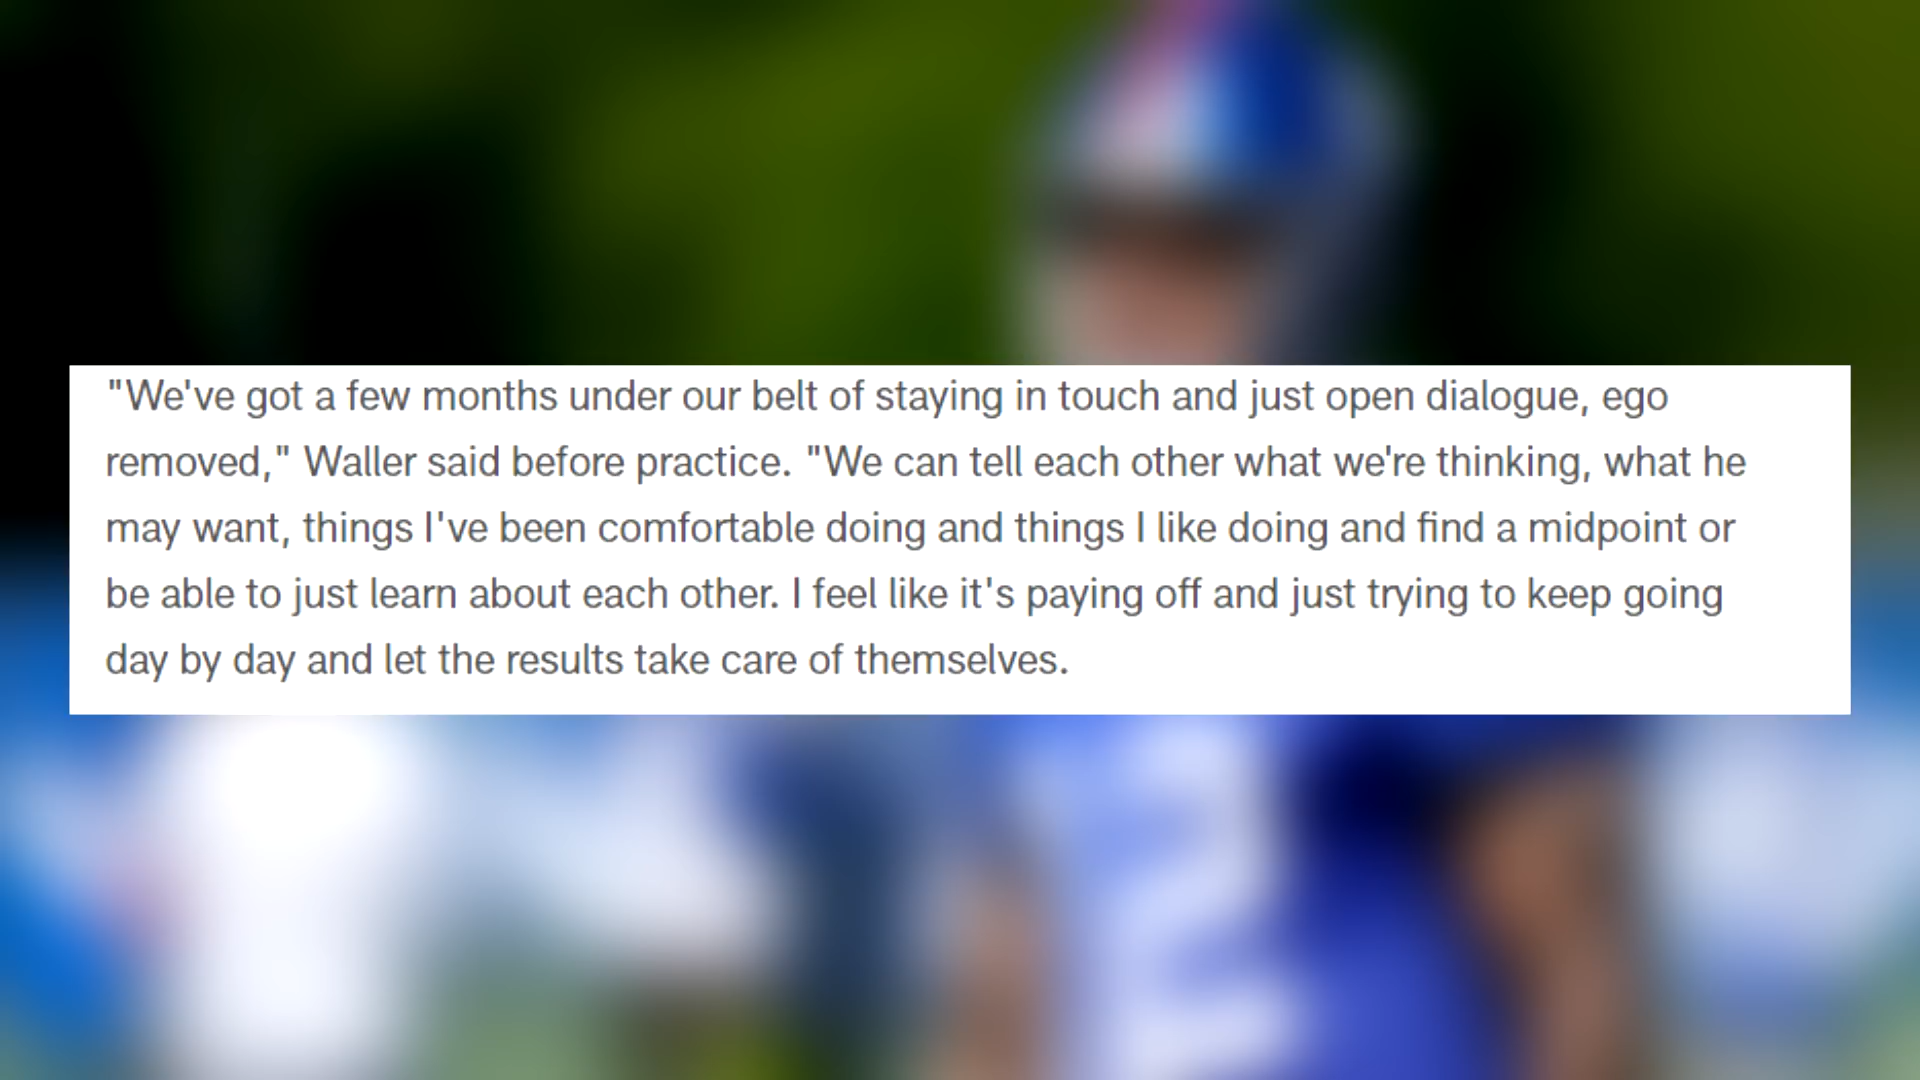 "We've got a few months under our belt of staying in touch and just open dialogue, ego
removed," Waller said before practice. "We can tell each other what we're thinking, what he
may want, things I've been comfortable doing and things I like doing and find a midpoint or
be able to just learn about each other. I feel like it's paying off and just trying to keep going
day by day and let the results take care of themselves.